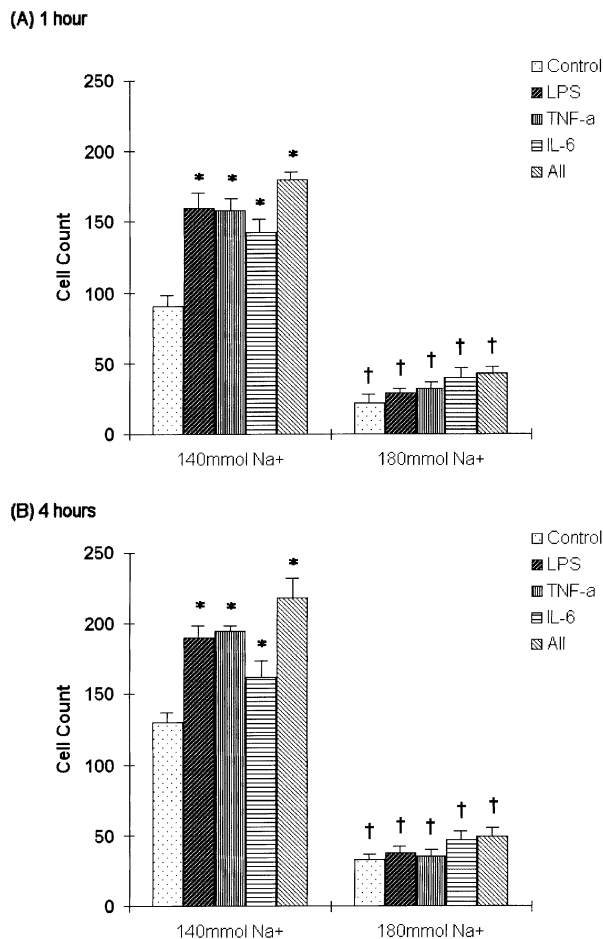 (A) 1 hour
Control
LPS
TNF-a
IL-6
All
250
200
150
100
50
0
Cell Count
* * * *
† † † † †
140mmol Na+ 180mmol Na+
(B) 4 hours
Control
LPS
TNF-a
IL-6
All
250
200
150
100
50
0
Cell Count
* * * *
† † † † †
140mmol Na+ 180mmol Na+